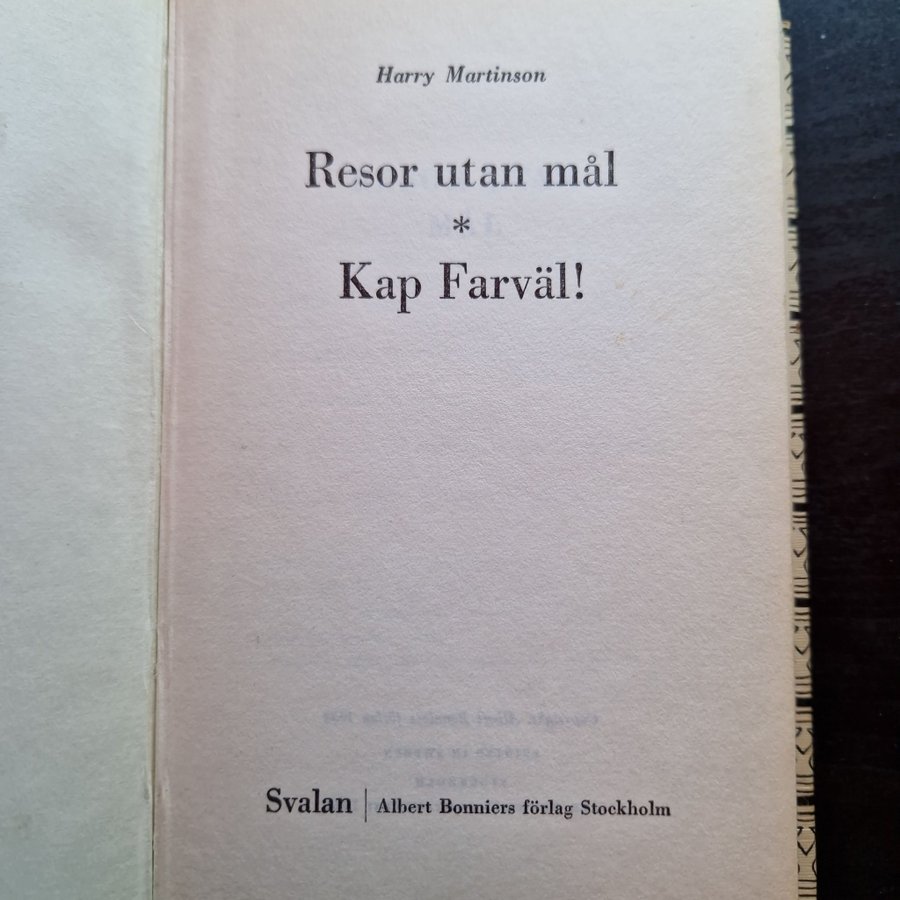 Harry Martinson
Resor utan mål
*
Kap Farväl!
Svalan | Albert Bonniers förlag Stockholm